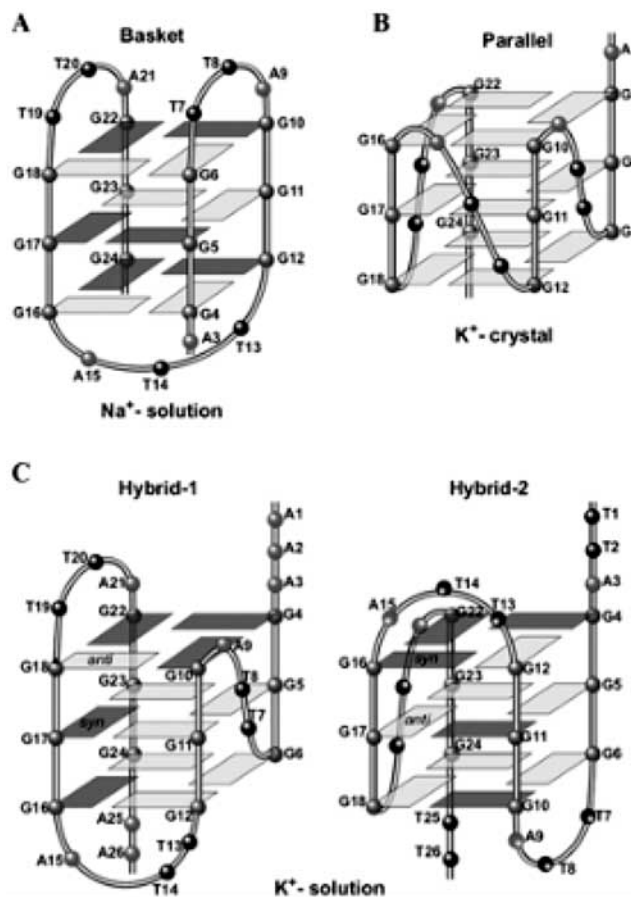 A
Basket
T20
A21
T8
A9
T19
T7
G22
G10
G18
G23
G6
G11
G17
G24
G5
G12
G16
G4
A3
T13
A15
T14
Na+- solution
B
Parallel
A
G22
G
G16
G10
G23
G
G17
G24
G11
G
G18
G12
K+- crystal
C
Hybrid-1
A1
A2
T20
A21
A3
T19
G22
G4
A9
G18
anti
G10
G23
T8
G5
syn
T7
G17
G24
G11
G6
G16
G12
A25
T13
A15
A26
T14
Hybrid-2
T1
T2
T14
A3
A15
T13
G22
G4
G16
syn
G12
G23
G5
anti
G17
G24
G11
G6
G18
G10
T25
T7
A9
T26
T8
K+- solution